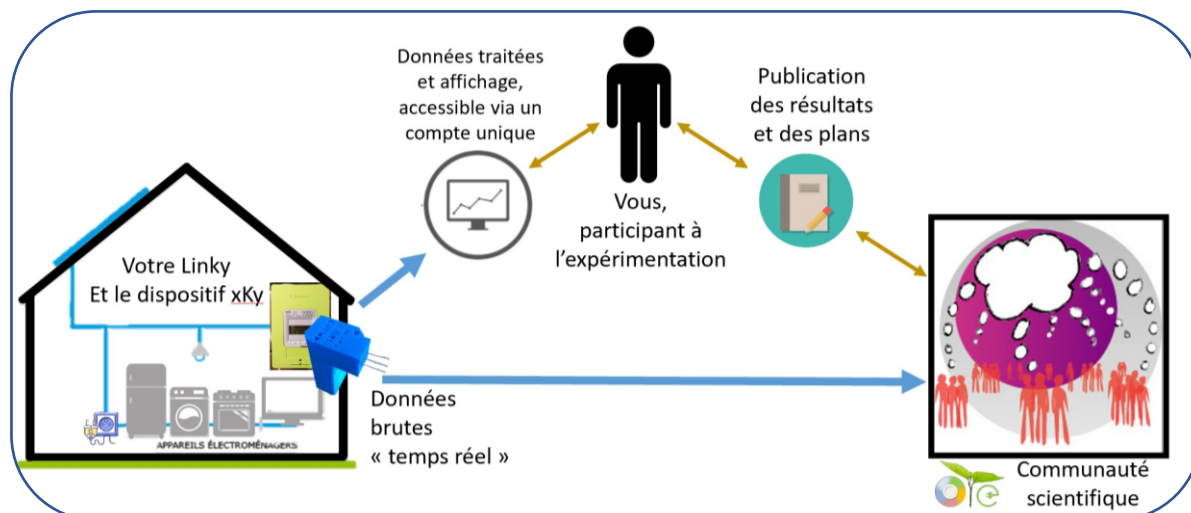 Données traitées
et affichage,
accessible via un
compte unique
Publication
des résultats
et des plans
Vous,
participant à
l'expérimentation
Votre Linky
Et le dispositif xKy
APPAREILS ÉLECTROMÉNAGERS
Données
brutes
« temps réel »
Communauté
scientifique